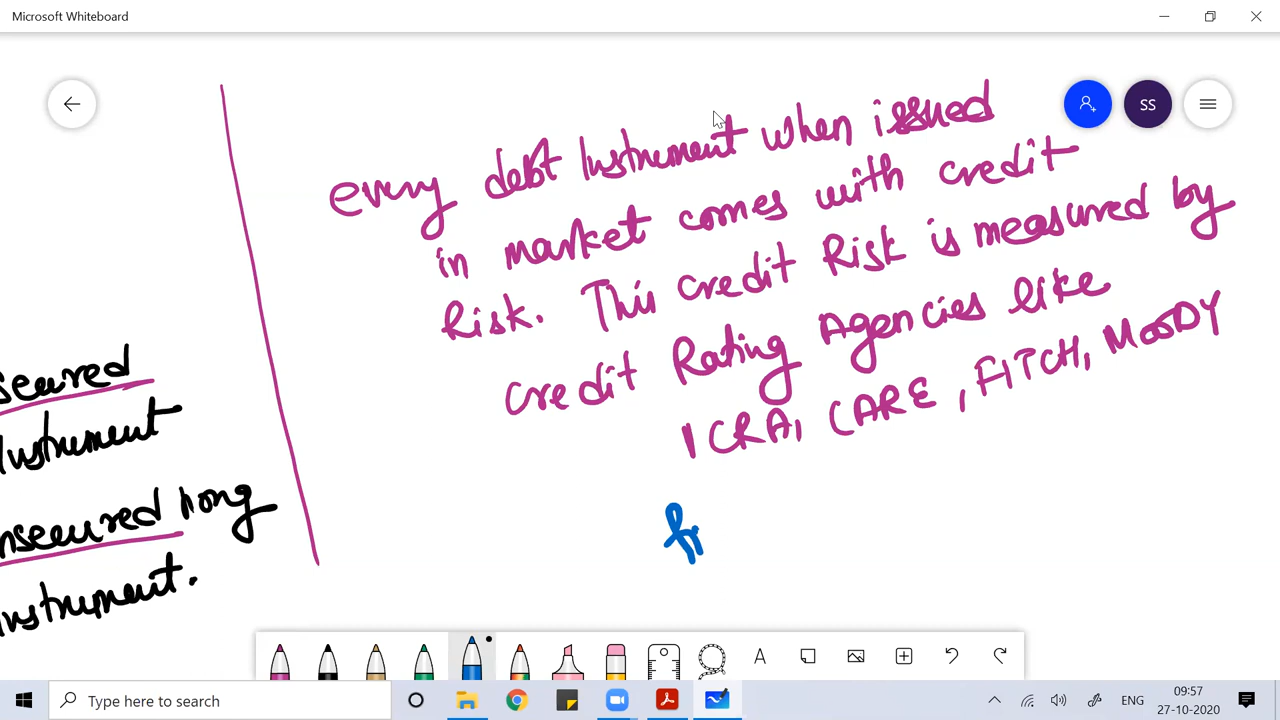 Microsoft Whiteboard
SS
every debt Instrument when issued
in market comes with credit
Risk. This credit Risk is measured by
credit Rating Agencies like
ICRA, CARE, FITCH, MOODY
secured
Instrument
nsecured long
Instrument.
A
Type here to search
ENG
09:57
27-10-2020